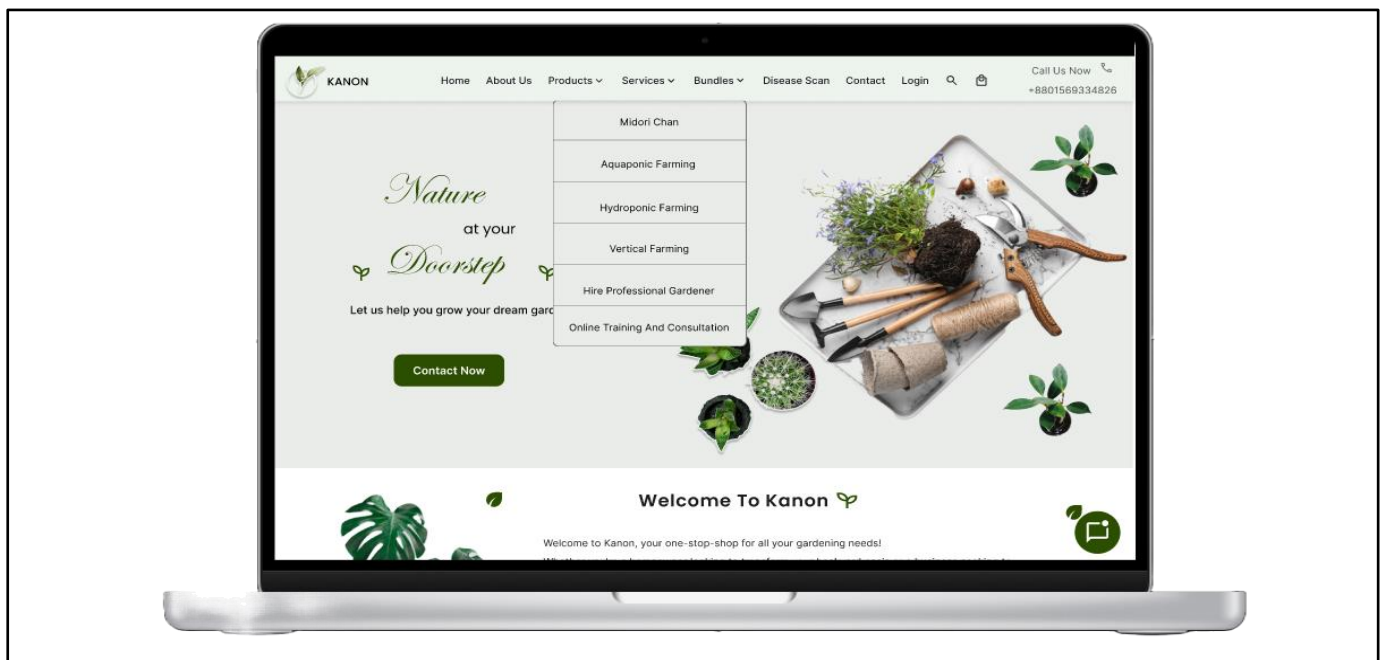 KANON
Home About Us Products Services Bundles Disease Scan Contact Login
Call Us Now
+8801569334826
Midori Chan
Aquaponic Farming
Hydroponic Farming
Vertical Farming
Hire Professional Gardener
Online Training And Consultation
Nature
at your
Doorstep
Let us help you grow your dream gard
Contact Now
Welcome To Kanon
Welcome to Kanon, your one-stop-shop for all your gardening needs!